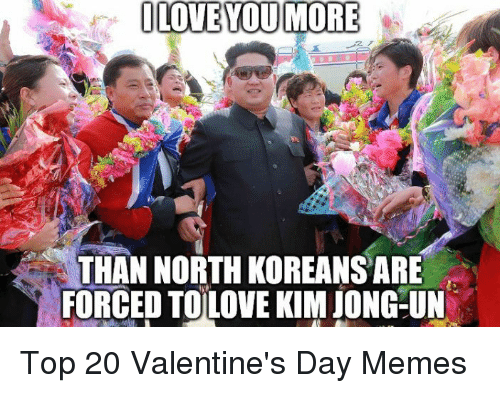 I LOVE YOU MORE
THAN NORTH KOREANS ARE
FORCED TO LOVE KIM JONG-UN
Top 20 Valentine's Day Memes